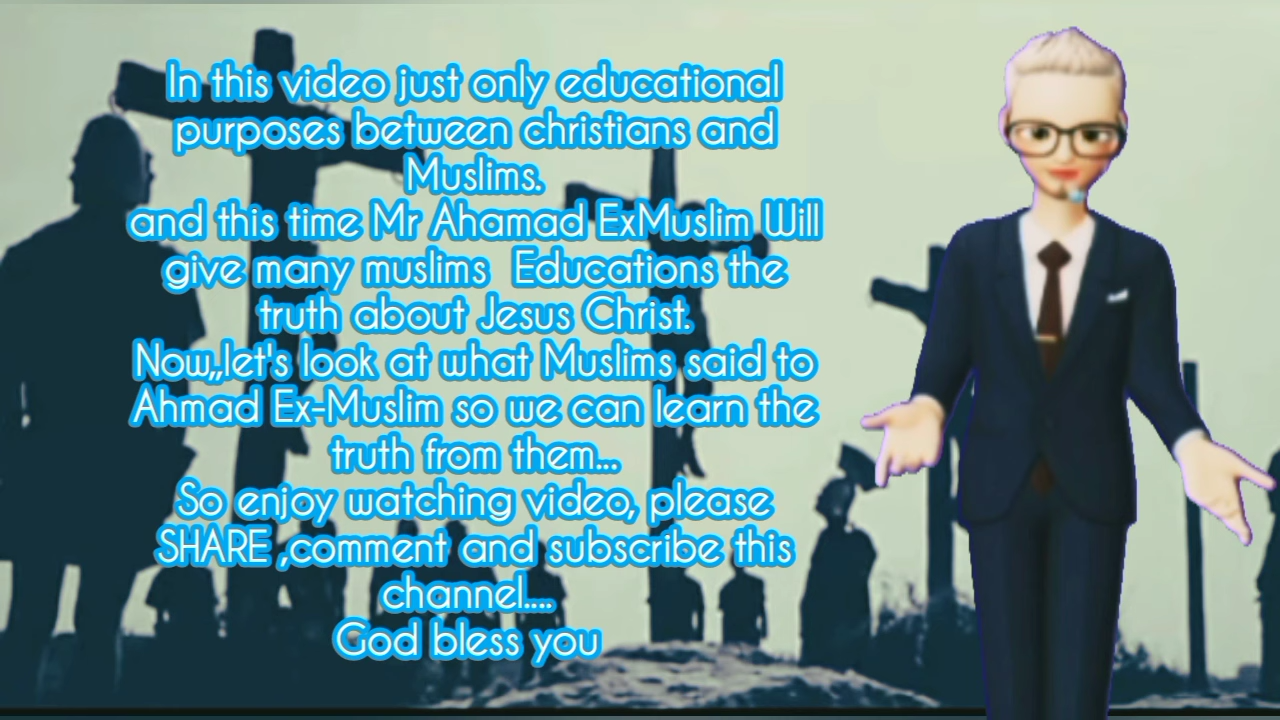 In this video just only educational
purposes between christians and
Muslims.
and this time Mr Ahamad ExMuslim Will
give many muslims  Educations the
truth about Jesus Christ.
Now,,let's look at what Muslims said to
Ahmad Ex-Muslim so we can learn the
truth from them...
So enjoy watching video, please
SHARE ,comment and subscribe this
channel....
God bless you